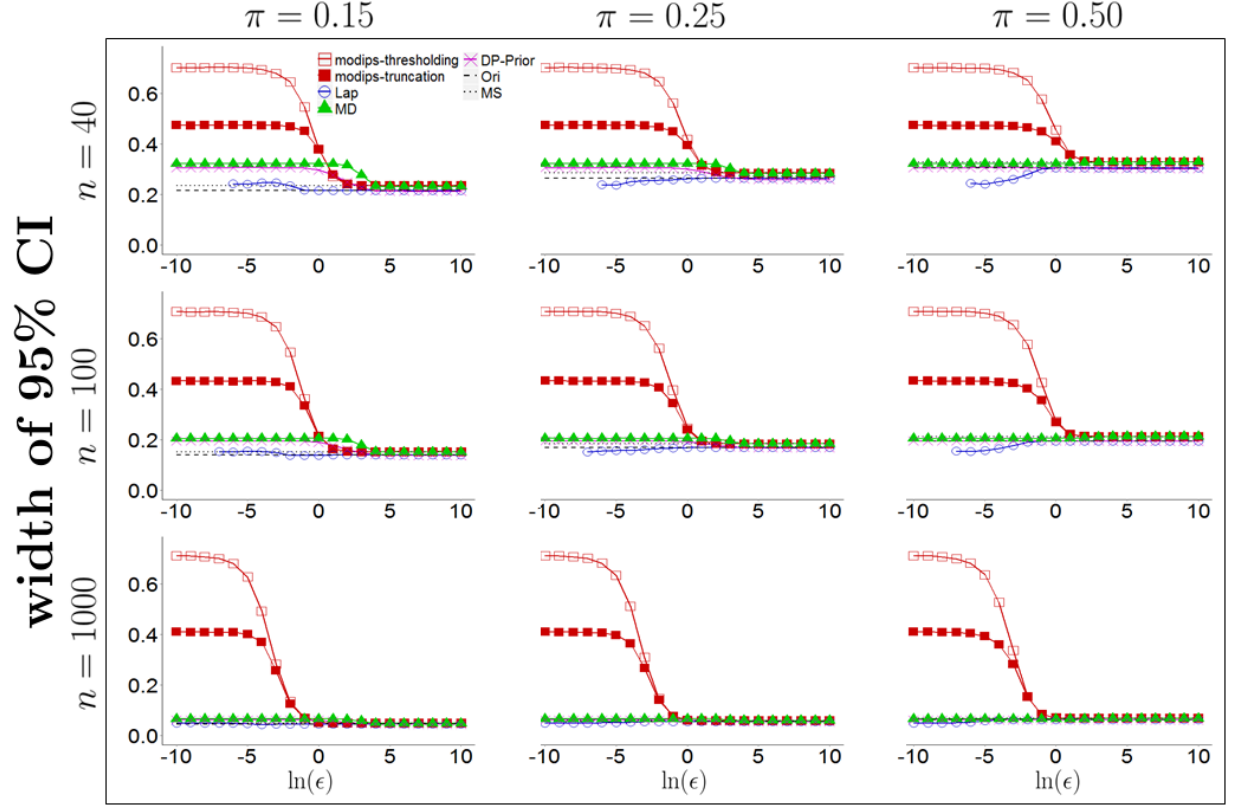 π = 0.15 π = 0.25 π = 0.50
width of 95% CI
n = 40
0.6
0.4
0.2
0.0
modips-thresholding
modips-truncation
Lap
MD
DP-Prior
Ori
MS
-10 -5 0 5 10
-10 -5 0 5 10
-10 -5 0 5 10
n = 100
0.6
0.4
0.2
0.0
-10 -5 0 5 10
-10 -5 0 5 10
-10 -5 0 5 10
n = 1000
0.6
0.4
0.2
0.0
-10 -5 0 5 10
-10 -5 0 5 10
-10 -5 0 5 10
ln(ϵ) ln(ϵ) ln(ϵ)